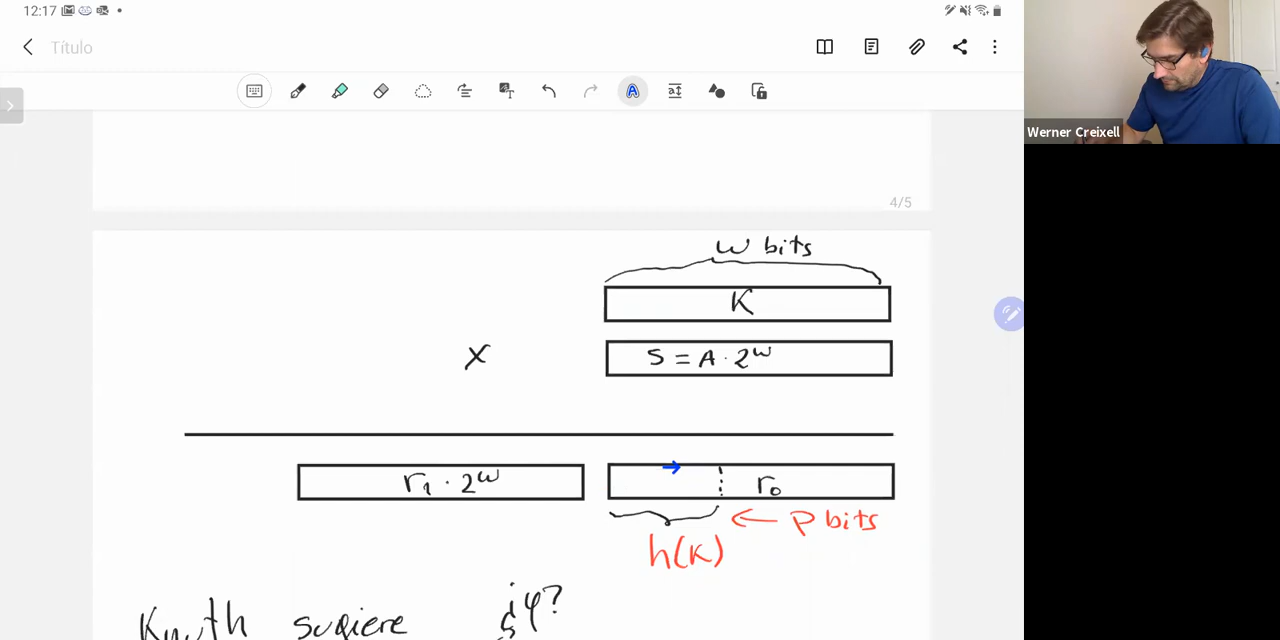 12:17
Título
Werner Creixell
4/5
w bits
K
X
S = A · 2^w
r₁ · 2^w
r₀
← p bits
h(K)
Knuth sugiere ¿φ?